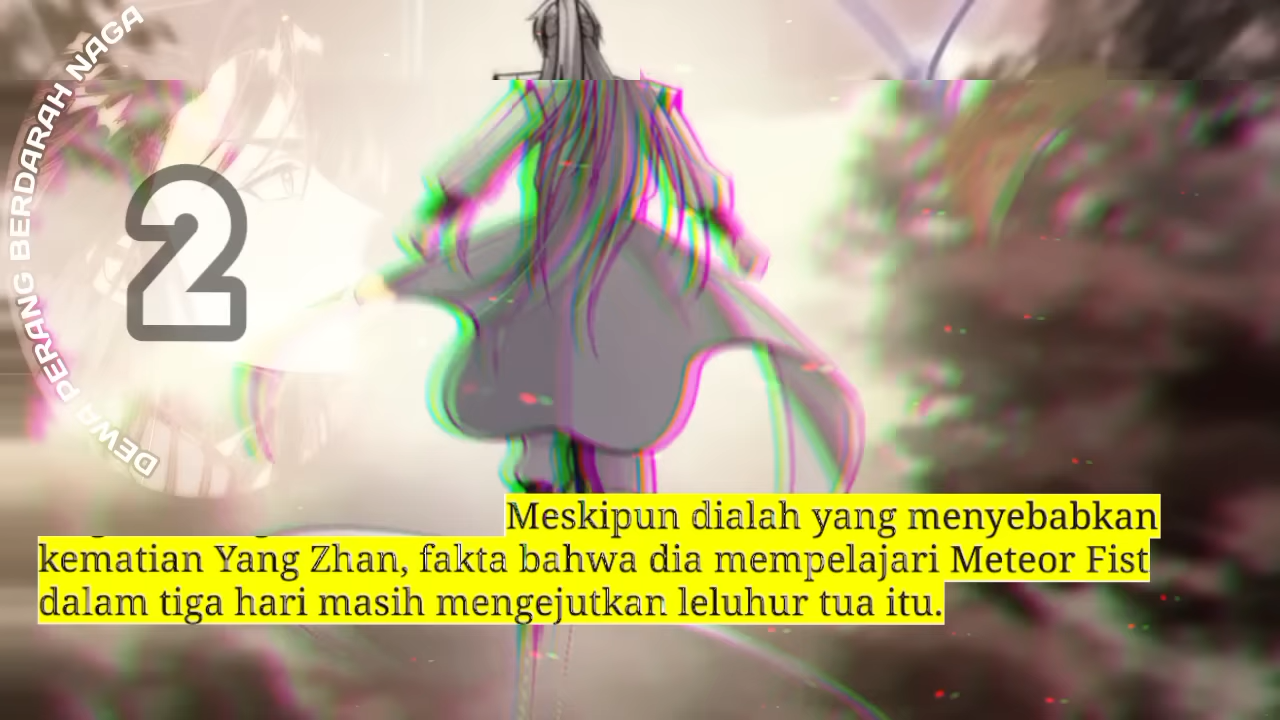 DEWA PERANG BERDARAH NAGA
2
Meskipun dialah yang menyebabkan
kematian Yang Zhan, fakta bahwa dia mempelajari Meteor Fist
dalam tiga hari masih mengejutkan leluhur tua itu.